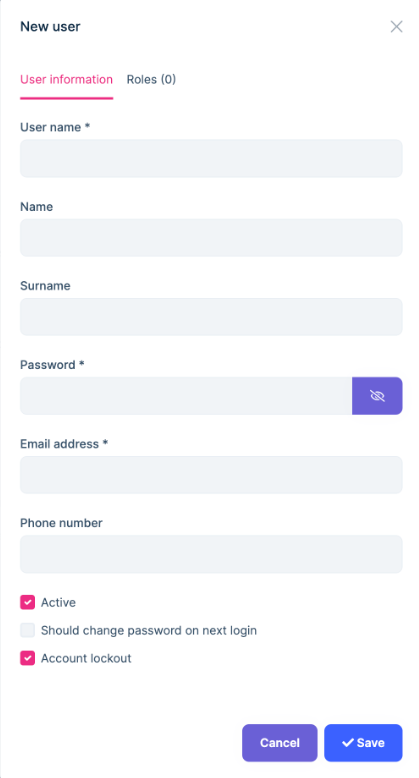 New user
User information Roles (0)
User name *
Name
Surname
Password *
Email address *
Phone number
Active
Should change password on next login
Account lockout
Cancel Save